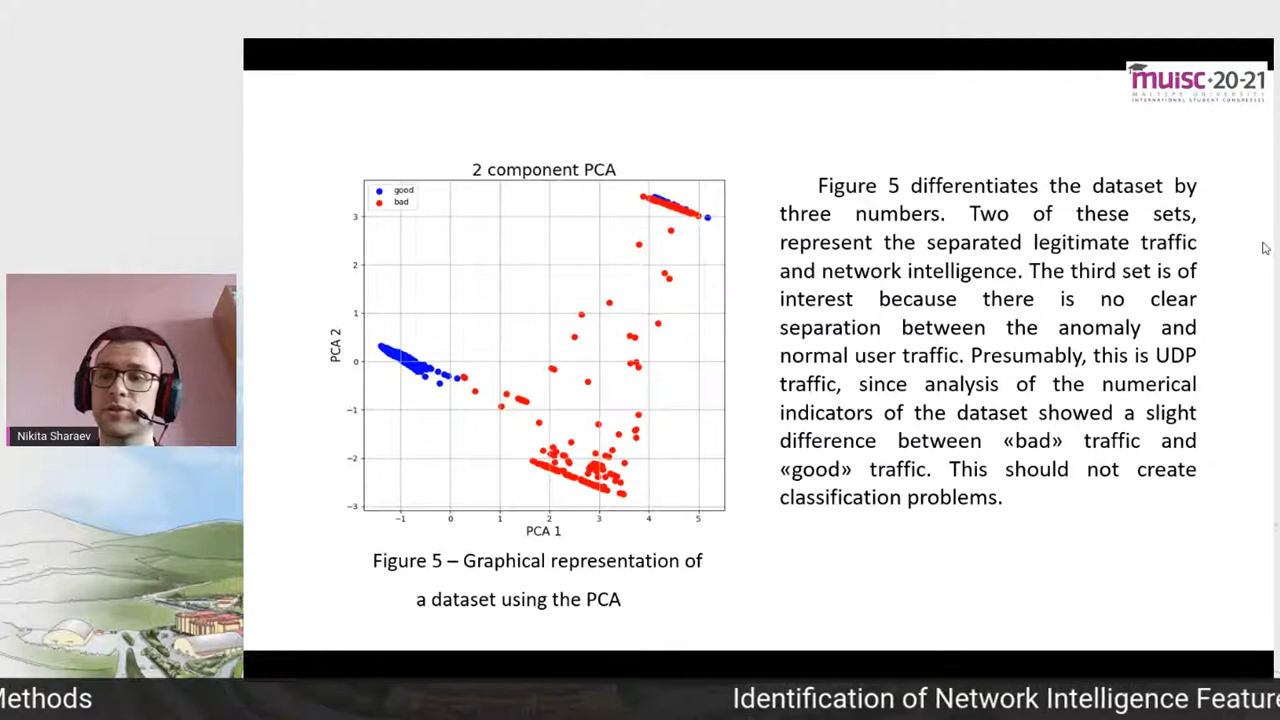 muisc·20-21
MALTEPE UNIVERSITY
INTERNATIONAL STUDENT CONGRESSES
2 component PCA
good
bad
3
2
1
0
−1
−2
−3
PCA 2
−1 0 1 2 3 4 5
PCA 1
Figure 5 – Graphical representation of
a dataset using the PCA
Figure 5 differentiates the dataset by
three numbers. Two of these sets,
represent the separated legitimate traffic
and network intelligence. The third set is of
interest because there is no clear
separation between the anomaly and
normal user traffic. Presumably, this is UDP
traffic, since analysis of the numerical
indicators of the dataset showed a slight
difference between «bad» traffic and
«good» traffic. This should not create
classification problems.
Nikita Sharaev
Methods Identification of Network Intelligence Feature